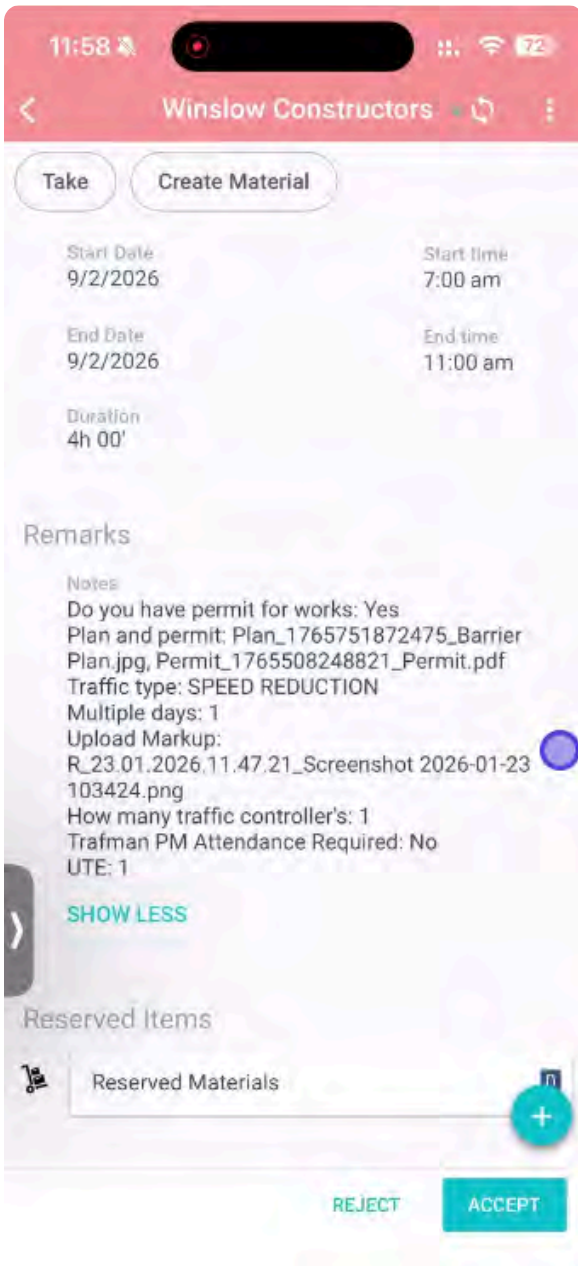 11:58
72
Winslow Constructors
Take
Create Material
Start Date
Start time
9/2/2026
7:00 am
End Date
End time
9/2/2026
11:00 am
Duration
4h 00'
Remarks
Notes
Do you have permit for works: Yes
Plan and permit: Plan_1765751872475_Barrier
Plan.jpg, Permit_1765508248821_Permit.pdf
Traffic type: SPEED REDUCTION
Multiple days: 1
Upload Markup:
R_23.01.2026.11.47.21_Screenshot 2026-01-23
103424.png
How many traffic controller's: 1
Trafman PM Attendance Required: No
UTE: 1
SHOW LESS
Reserved Items
Reserved Materials
REJECT
ACCEPT